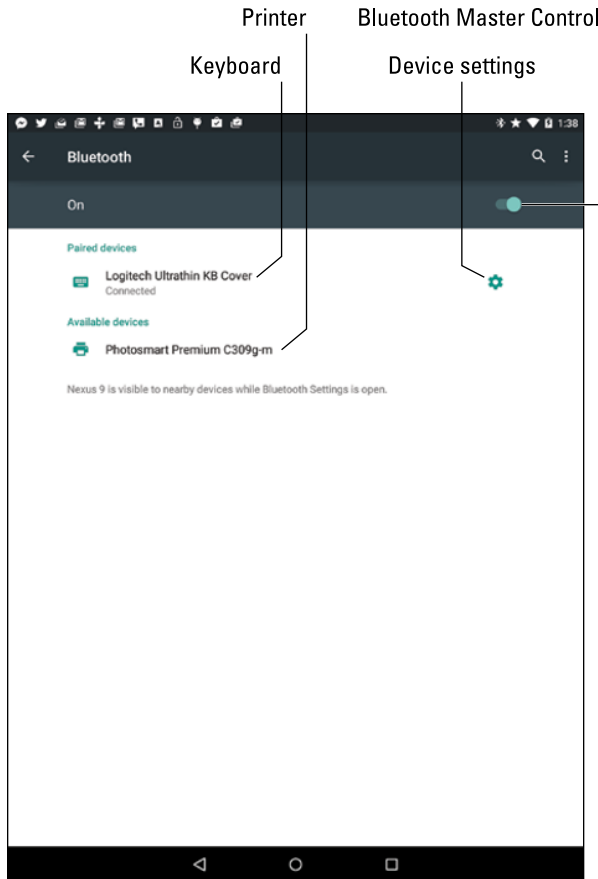 Printer Bluetooth Master Control
Keyboard Device settings
1:38
Bluetooth
On
Paired devices
Logitech Ultrathin KB Cover
Connected
Available devices
Photosmart Premium C309g-m
Nexus 9 is visible to nearby devices while Bluetooth Settings is open.